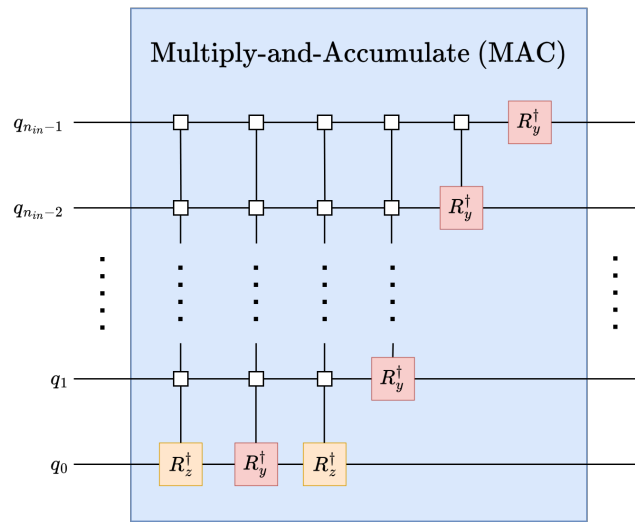 Multiply-and-Accumulate (MAC)
q_{n_{in}-1} R_y^†
q_{n_{in}-2} R_y^†
q_1 R_y^†
q_0 R_z^† R_y^† R_z^†